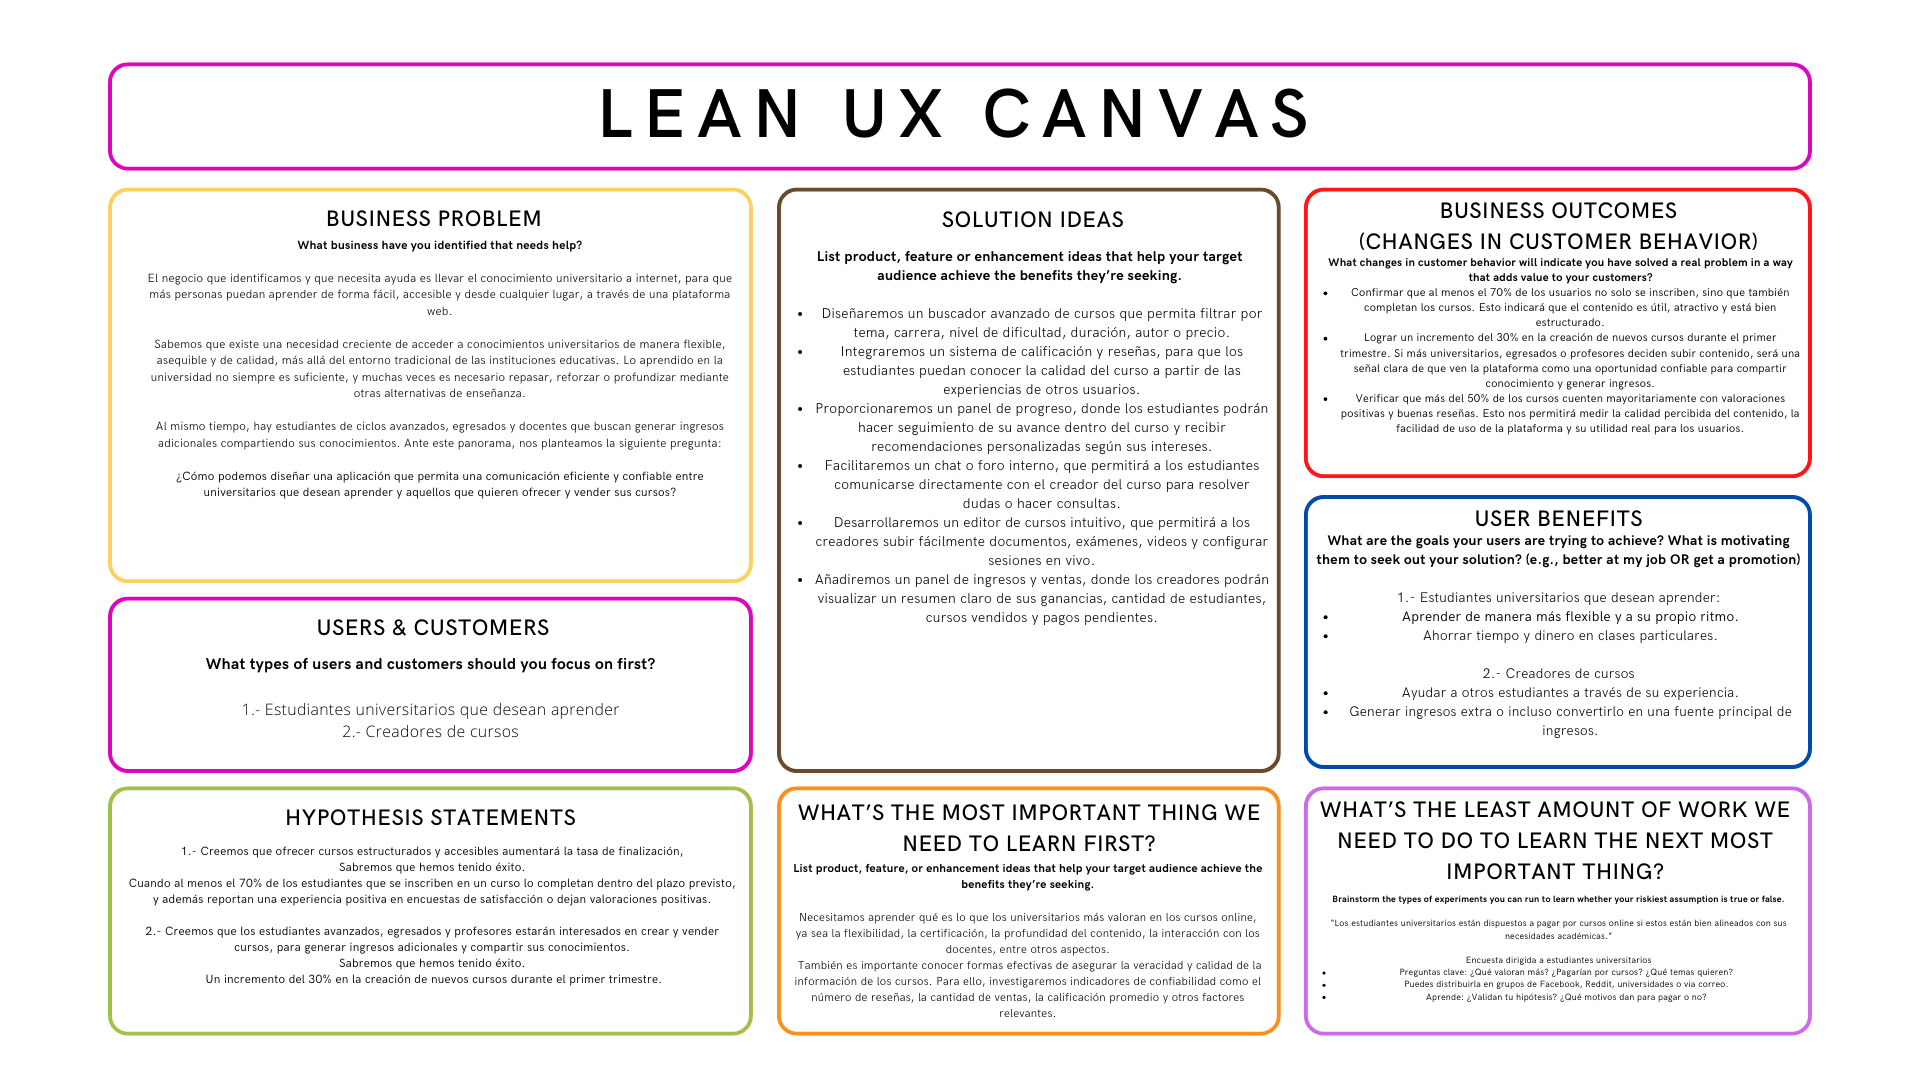 LEAN UX CANVAS
BUSINESS PROBLEM
What business have you identified that needs help?
El negocio que identificamos y que necesita ayuda es llevar el conocimiento universitario a internet, para que
más personas puedan aprender de forma fácil, accesible y desde cualquier lugar, a través de una plataforma
web.
Sabemos que existe una necesidad creciente de acceder a conocimientos universitarios de manera flexible,
asequible y de calidad, más allá del entorno tradicional de las instituciones educativas. Lo aprendido en la
universidad no siempre es suficiente, y muchas veces es necesario repasar, reforzar o profundizar mediante
otras alternativas de enseñanza.
Al mismo tiempo, hay estudiantes de ciclos avanzados, egresados y docentes que buscan generar ingresos
adicionales compartiendo sus conocimientos. Ante este panorama, nos planteamos la siguiente pregunta:
¿Cómo podemos diseñar una aplicación que permita una comunicación eficiente y confiable entre
universitarios que desean aprender y aquellos que quieren ofrecer y vender sus cursos?
USERS & CUSTOMERS
What types of users and customers should you focus on first?
1.- Estudiantes universitarios que desean aprender
2.- Creadores de cursos
HYPOTHESIS STATEMENTS
1.- Creemos que ofrecer cursos estructurados y accesibles aumentará la tasa de finalización,
Sabremos que hemos tenido éxito.
Cuando al menos el 70% de los estudiantes que se inscriben en un curso lo completan dentro del plazo previsto,
y además reportan una experiencia positiva en encuestas de satisfacción o dejan valoraciones positivas.
2.- Creemos que los estudiantes avanzados, egresados y profesores estarán interesados en crear y vender
cursos, para generar ingresos adicionales y compartir sus conocimientos.
Sabremos que hemos tenido éxito.
Un incremento del 30% en la creación de nuevos cursos durante el primer trimestre.
SOLUTION IDEAS
List product, feature or enhancement ideas that help your target
audience achieve the benefits they’re seeking.
• Diseñaremos un buscador avanzado de cursos que permita filtrar por
tema, carrera, nivel de dificultad, duración, autor o precio.
• Integraremos un sistema de calificación y reseñas, para que los
estudiantes puedan conocer la calidad del curso a partir de las
experiencias de otros usuarios.
• Proporcionaremos un panel de progreso, donde los estudiantes podrán
hacer seguimiento de su avance dentro del curso y recibir
recomendaciones personalizadas según sus intereses.
• Facilitaremos un chat o foro interno, que permitirá a los estudiantes
comunicarse directamente con el creador del curso para resolver
dudas o hacer consultas.
• Desarrollaremos un editor de cursos intuitivo, que permitirá a los
creadores subir fácilmente documentos, exámenes, videos y configurar
sesiones en vivo.
• Añadiremos un panel de ingresos y ventas, donde los creadores podrán
visualizar un resumen claro de sus ganancias, cantidad de estudiantes,
cursos vendidos y pagos pendientes.
WHAT’S THE MOST IMPORTANT THING WE
NEED TO LEARN FIRST?
List product, feature, or enhancement ideas that help your target audience achieve the
benefits they’re seeking.
Necesitamos aprender qué es lo que los universitarios más valoran en los cursos online,
ya sea la flexibilidad, la certificación, la profundidad del contenido, la interacción con los
docentes, entre otros aspectos.
También es importante conocer formas efectivas de asegurar la veracidad y calidad de la
información de los cursos. Para ello, investigaremos indicadores de confiabilidad como el
número de reseñas, la cantidad de ventas, la calificación promedio y otros factores
relevantes.
BUSINESS OUTCOMES
(CHANGES IN CUSTOMER BEHAVIOR)
What changes in customer behavior will indicate you have solved a real problem in a way
that adds value to your customers?
• Confirmar que al menos el 70% de los usuarios no solo se inscriben, sino que también
completan los cursos. Esto indicará que el contenido es útil, atractivo y está bien
estructurado.
• Lograr un incremento del 30% en la creación de nuevos cursos durante el primer
trimestre. Si más universitarios, egresados o profesores deciden subir contenido, será una
señal clara de que ven la plataforma como una oportunidad confiable para compartir
conocimiento y generar ingresos.
• Verificar que más del 50% de los cursos cuenten mayoritariamente con valoraciones
positivas y buenas reseñas. Esto nos permitirá medir la calidad percibida del contenido, la
facilidad de uso de la plataforma y su utilidad real para los usuarios.
USER BENEFITS
What are the goals your users are trying to achieve? What is motivating
them to seek out your solution? (e.g., better at my job OR get a promotion)
1.- Estudiantes universitarios que desean aprender:
• Aprender de manera más flexible y a su propio ritmo.
• Ahorrar tiempo y dinero en clases particulares.
2.- Creadores de cursos
• Ayudar a otros estudiantes a través de su experiencia.
• Generar ingresos extra o incluso convertirlo en una fuente principal de
ingresos.
WHAT’S THE LEAST AMOUNT OF WORK WE
NEED TO DO TO LEARN THE NEXT MOST
IMPORTANT THING?
Brainstorm the types of experiments you can run to learn whether your riskiest assumption is true or false.
“Los estudiantes universitarios están dispuestos a pagar por cursos online si estos están bien alineados con sus
necesidades académicas.”
Encuesta dirigida a estudiantes universitarios
• Preguntas clave: ¿Qué valoran más? ¿Pagarían por cursos? ¿Qué temas quieren?
• Puedes distribuirla en grupos de Facebook, Reddit, universidades o via correo.
• Aprende: ¿Validan tu hipótesis? ¿Qué motivos dan para pagar o no?